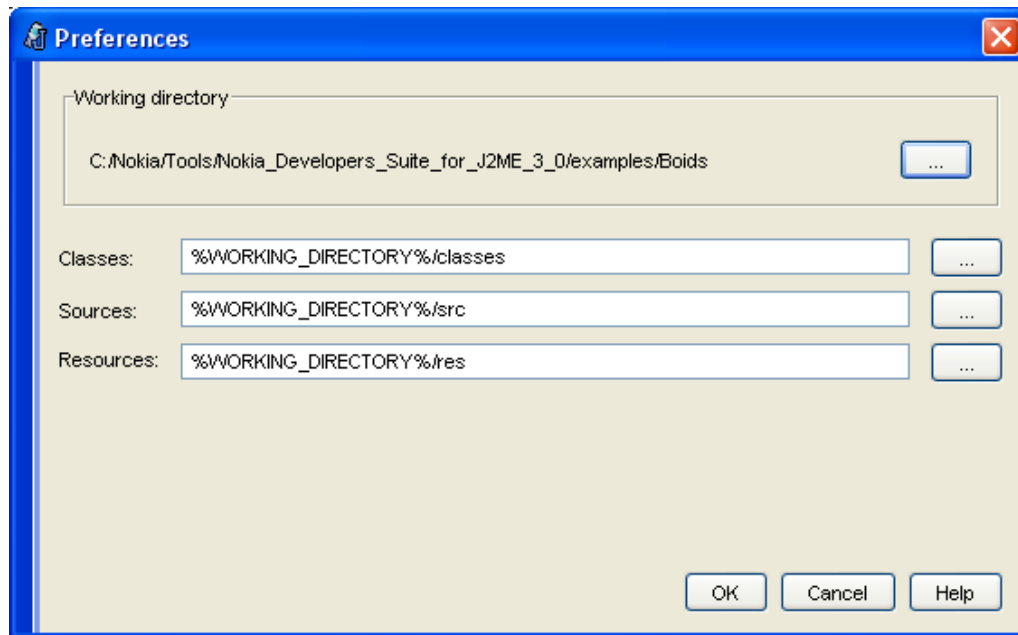 Preferences
Working directory
C:/Nokia/Tools/Nokia_Developers_Suite_for_J2ME_3_0/examples/Boids ...
Classes: %WORKING_DIRECTORY%/classes ...
Sources: %WORKING_DIRECTORY%/src ...
Resources: %WORKING_DIRECTORY%/res ...
OK Cancel Help